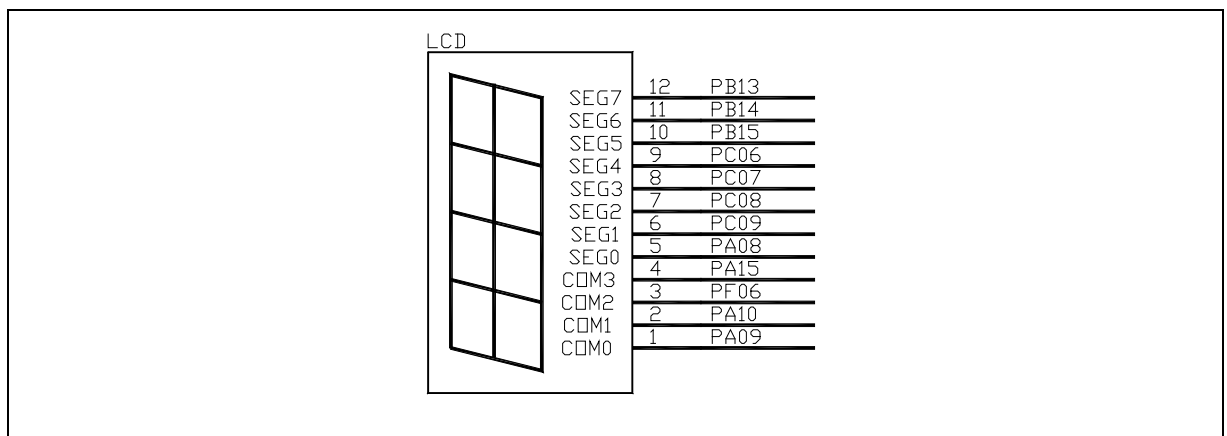 LCD
SEG7 12 PB13
SEG6 11 PB14
SEG5 10 PB15
SEG4 9 PC06
SEG3 8 PC07
SEG2 7 PC08
SEG1 6 PC09
SEG0 5 PA08
COM3 4 PA15
COM2 3 PF06
COM1 2 PA10
COM0 1 PA09